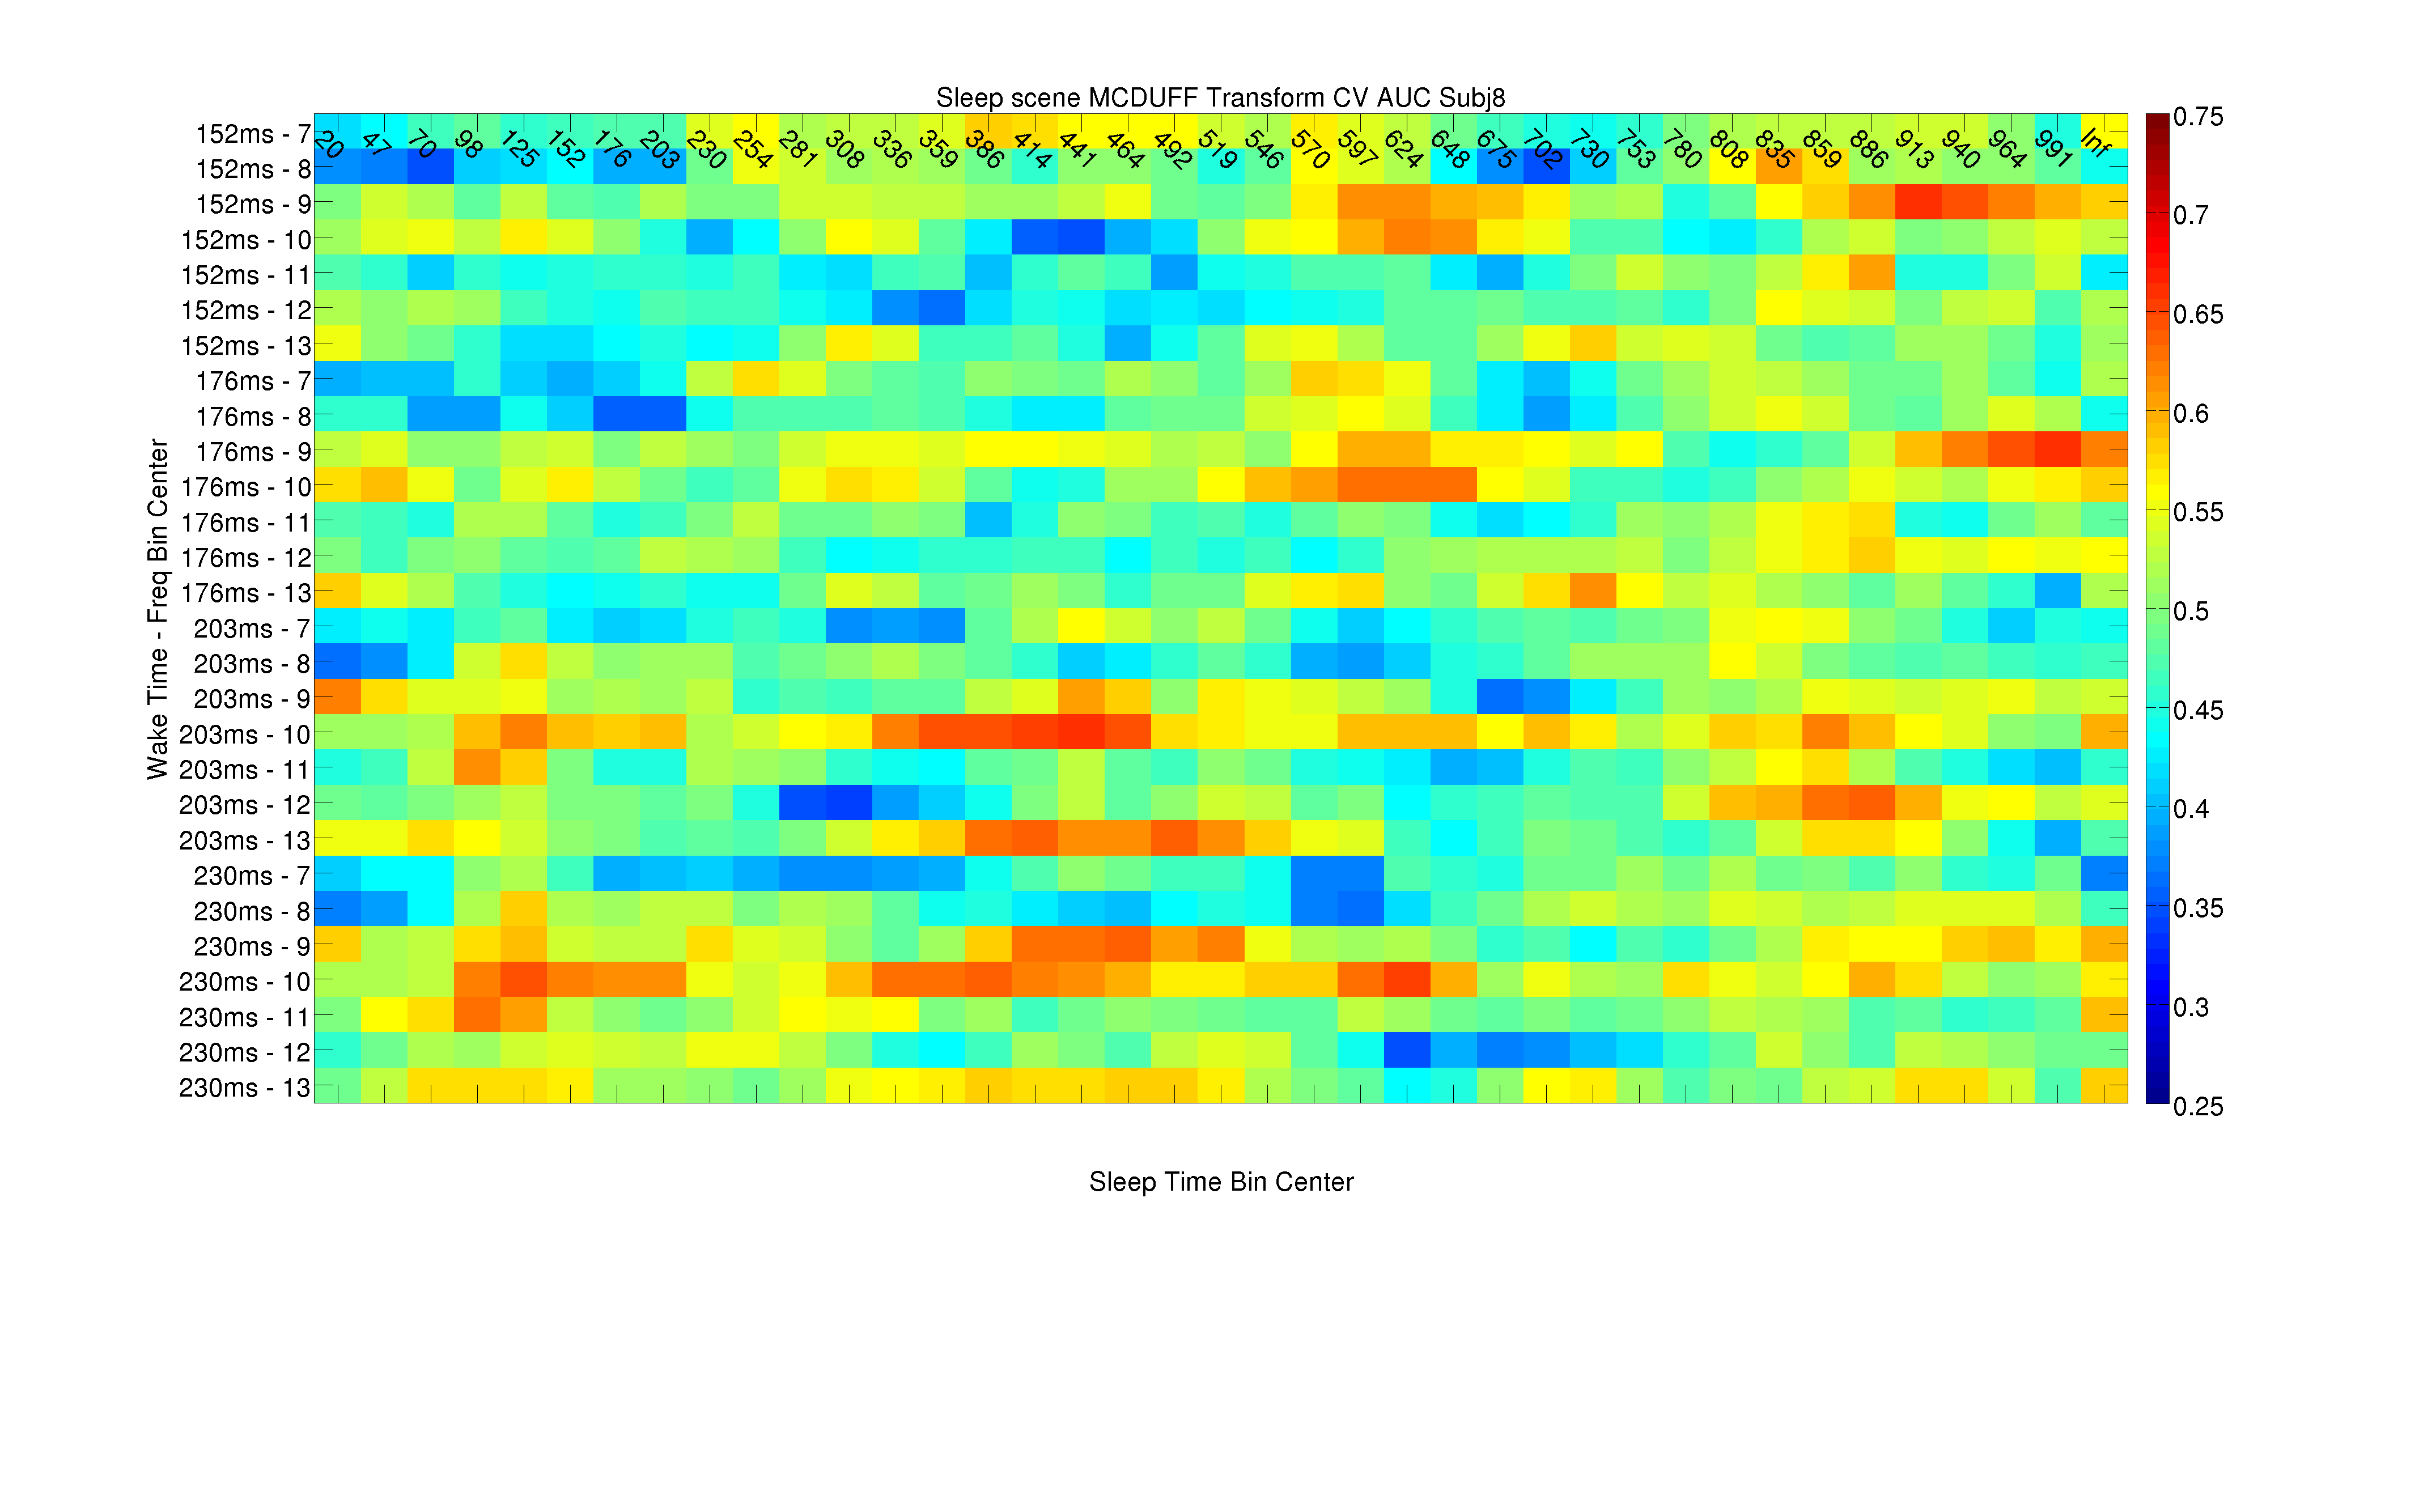 Sleep scene MCDUFF Transform CV AUC Subj8
20 47 70 98 125 152 176 203 230 254 281 308 336 359 386 414 441 464 492 519 546 570 597 624 648 675 702 730 753 780 808 835 859 886 913 940 964 991 Inf
Wake Time - Freq Bin Center
152ms - 7
152ms - 8
152ms - 9
152ms - 10
152ms - 11
152ms - 12
152ms - 13
176ms - 7
176ms - 8
176ms - 9
176ms - 10
176ms - 11
176ms - 12
176ms - 13
203ms - 7
203ms - 8
203ms - 9
203ms - 10
203ms - 11
203ms - 12
203ms - 13
230ms - 7
230ms - 8
230ms - 9
230ms - 10
230ms - 11
230ms - 12
230ms - 13
0.75
0.7
0.65
0.6
0.55
0.5
0.45
0.4
0.35
0.3
0.25
Sleep Time Bin Center